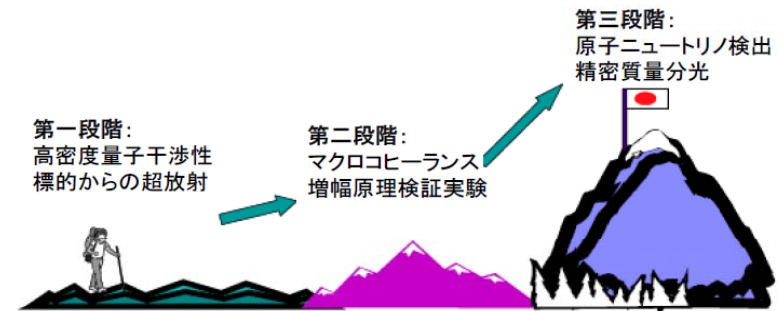 第一段階：
高密度量子干渉性
標的からの超放射
第二段階：
マクロコヒーランス
増幅原理検証実験
第三段階：
原子ニュートリノ検出
精密質量分光